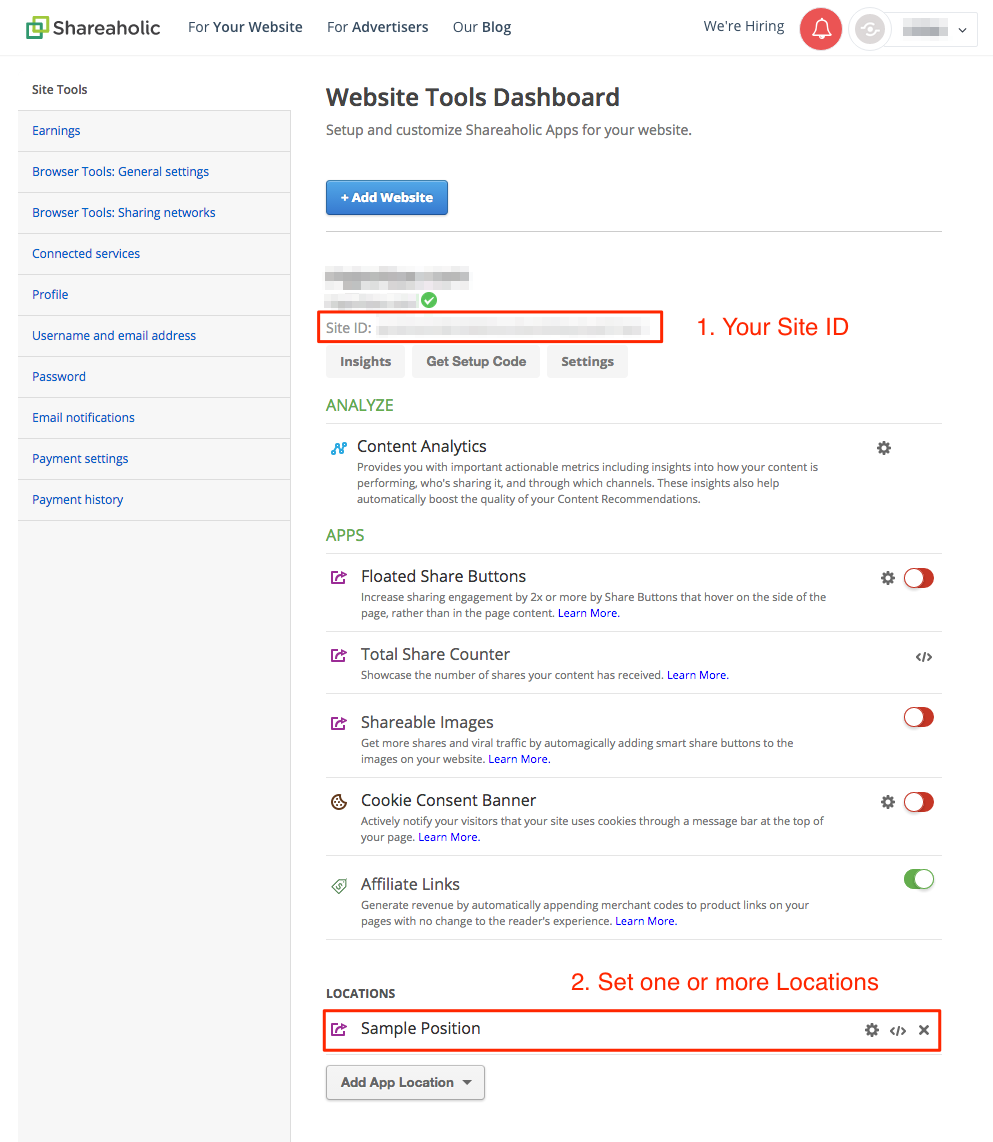 Shareaholic For Your Website For Advertisers Our Blog We're Hiring
Site Tools
Earnings
Browser Tools: General settings
Browser Tools: Sharing networks
Connected services
Profile
Username and email address
Password
Email notifications
Payment settings
Payment history
Website Tools Dashboard
Setup and customize Shareaholic Apps for your website.
+ Add Website
Site ID:
1. Your Site ID
Insights Get Setup Code Settings
ANALYZE
Content Analytics
Provides you with important actionable metrics including insights into how your content is
performing, who's sharing it, and through which channels. These insights also help
automatically boost the quality of your Content Recommendations.
APPS
Floated Share Buttons
Increase sharing engagement by 2x or more by Share Buttons that hover on the side of the
page, rather than in the page content. Learn More.
Total Share Counter
Showcase the number of shares your content has received. Learn More.
Shareable Images
Get more shares and viral traffic by automagically adding smart share buttons to the
images on your website. Learn More.
Cookie Consent Banner
Actively notify your visitors that your site uses cookies through a message bar at the top of
your page. Learn More.
Affiliate Links
Generate revenue by automatically appending merchant codes to product links on your
pages with no change to the reader's experience. Learn More.
2. Set one or more Locations
LOCATIONS
Sample Position
Add App Location